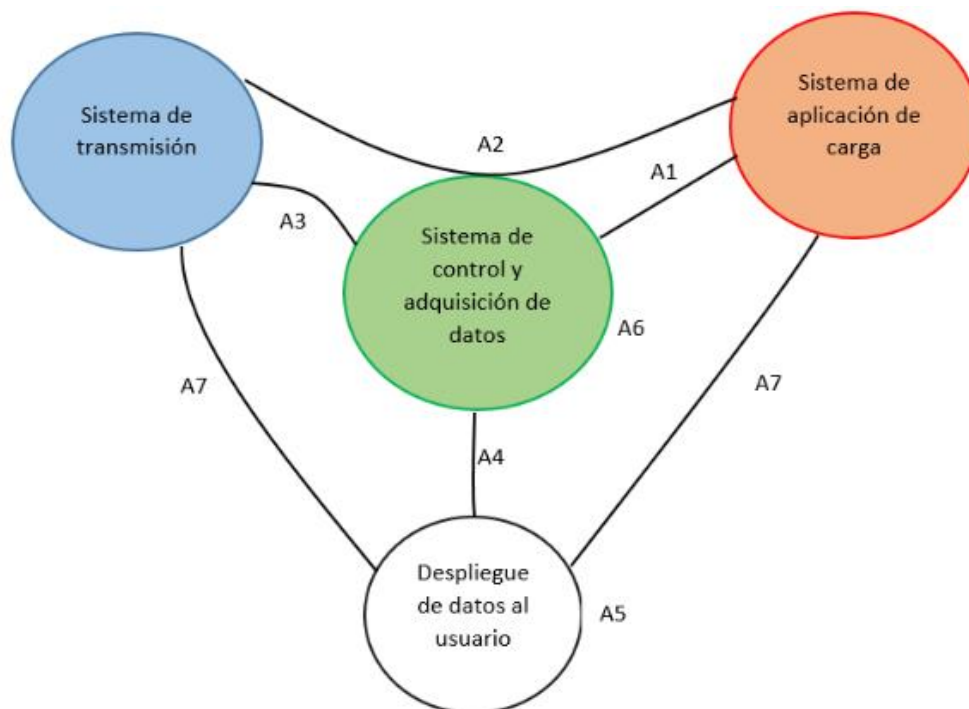 Sistema de
transmisión
Sistema de
aplicación de
carga
A2
A1
A3
Sistema de
control y
adquisición de
datos
A6
A7
A7
A4
Despliegue
de datos al
usuario
A5